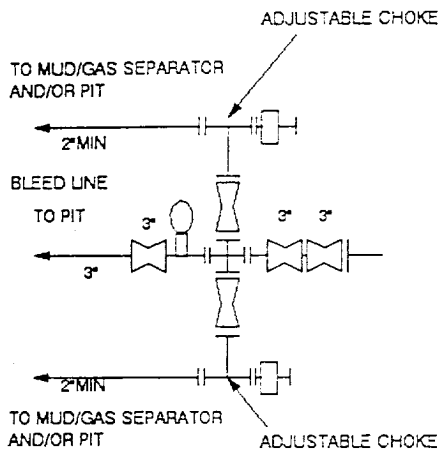 ADJUSTABLE CHOKE
TO MUD/GAS SEPARATOR
AND/OR PIT
2" MIN
BLEED LINE
TO PIT
3"
3"
3"
3"
2" MIN
TO MUD/GAS SEPARATOR
AND/OR PIT
ADJUSTABLE CHOKE